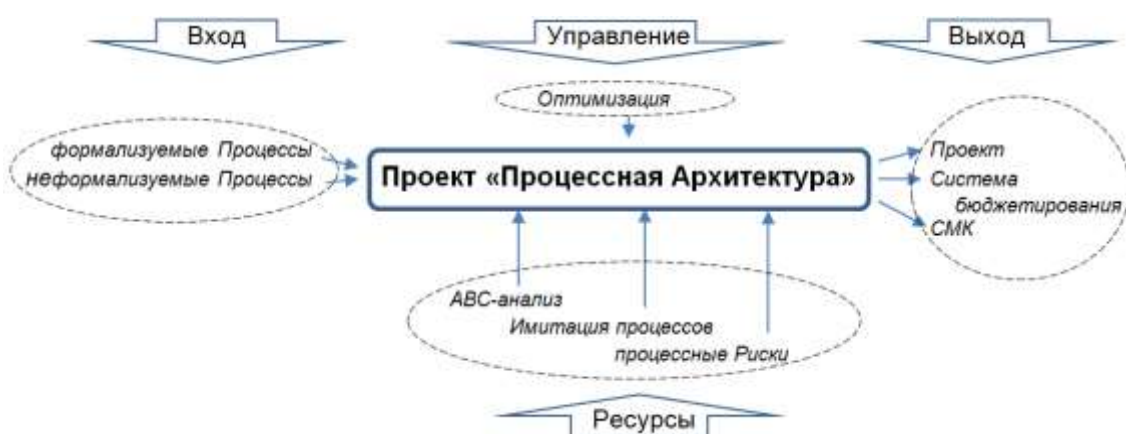 Вход
Управление
Выход
Оптимизация
формализуемые Процессы
неформализуемые Процессы
Проект «Процессная Архитектура»
Проект
Система
бюджетирования
СМК
АВС-анализ
Имитация процессов
процессные Риски
Ресурсы